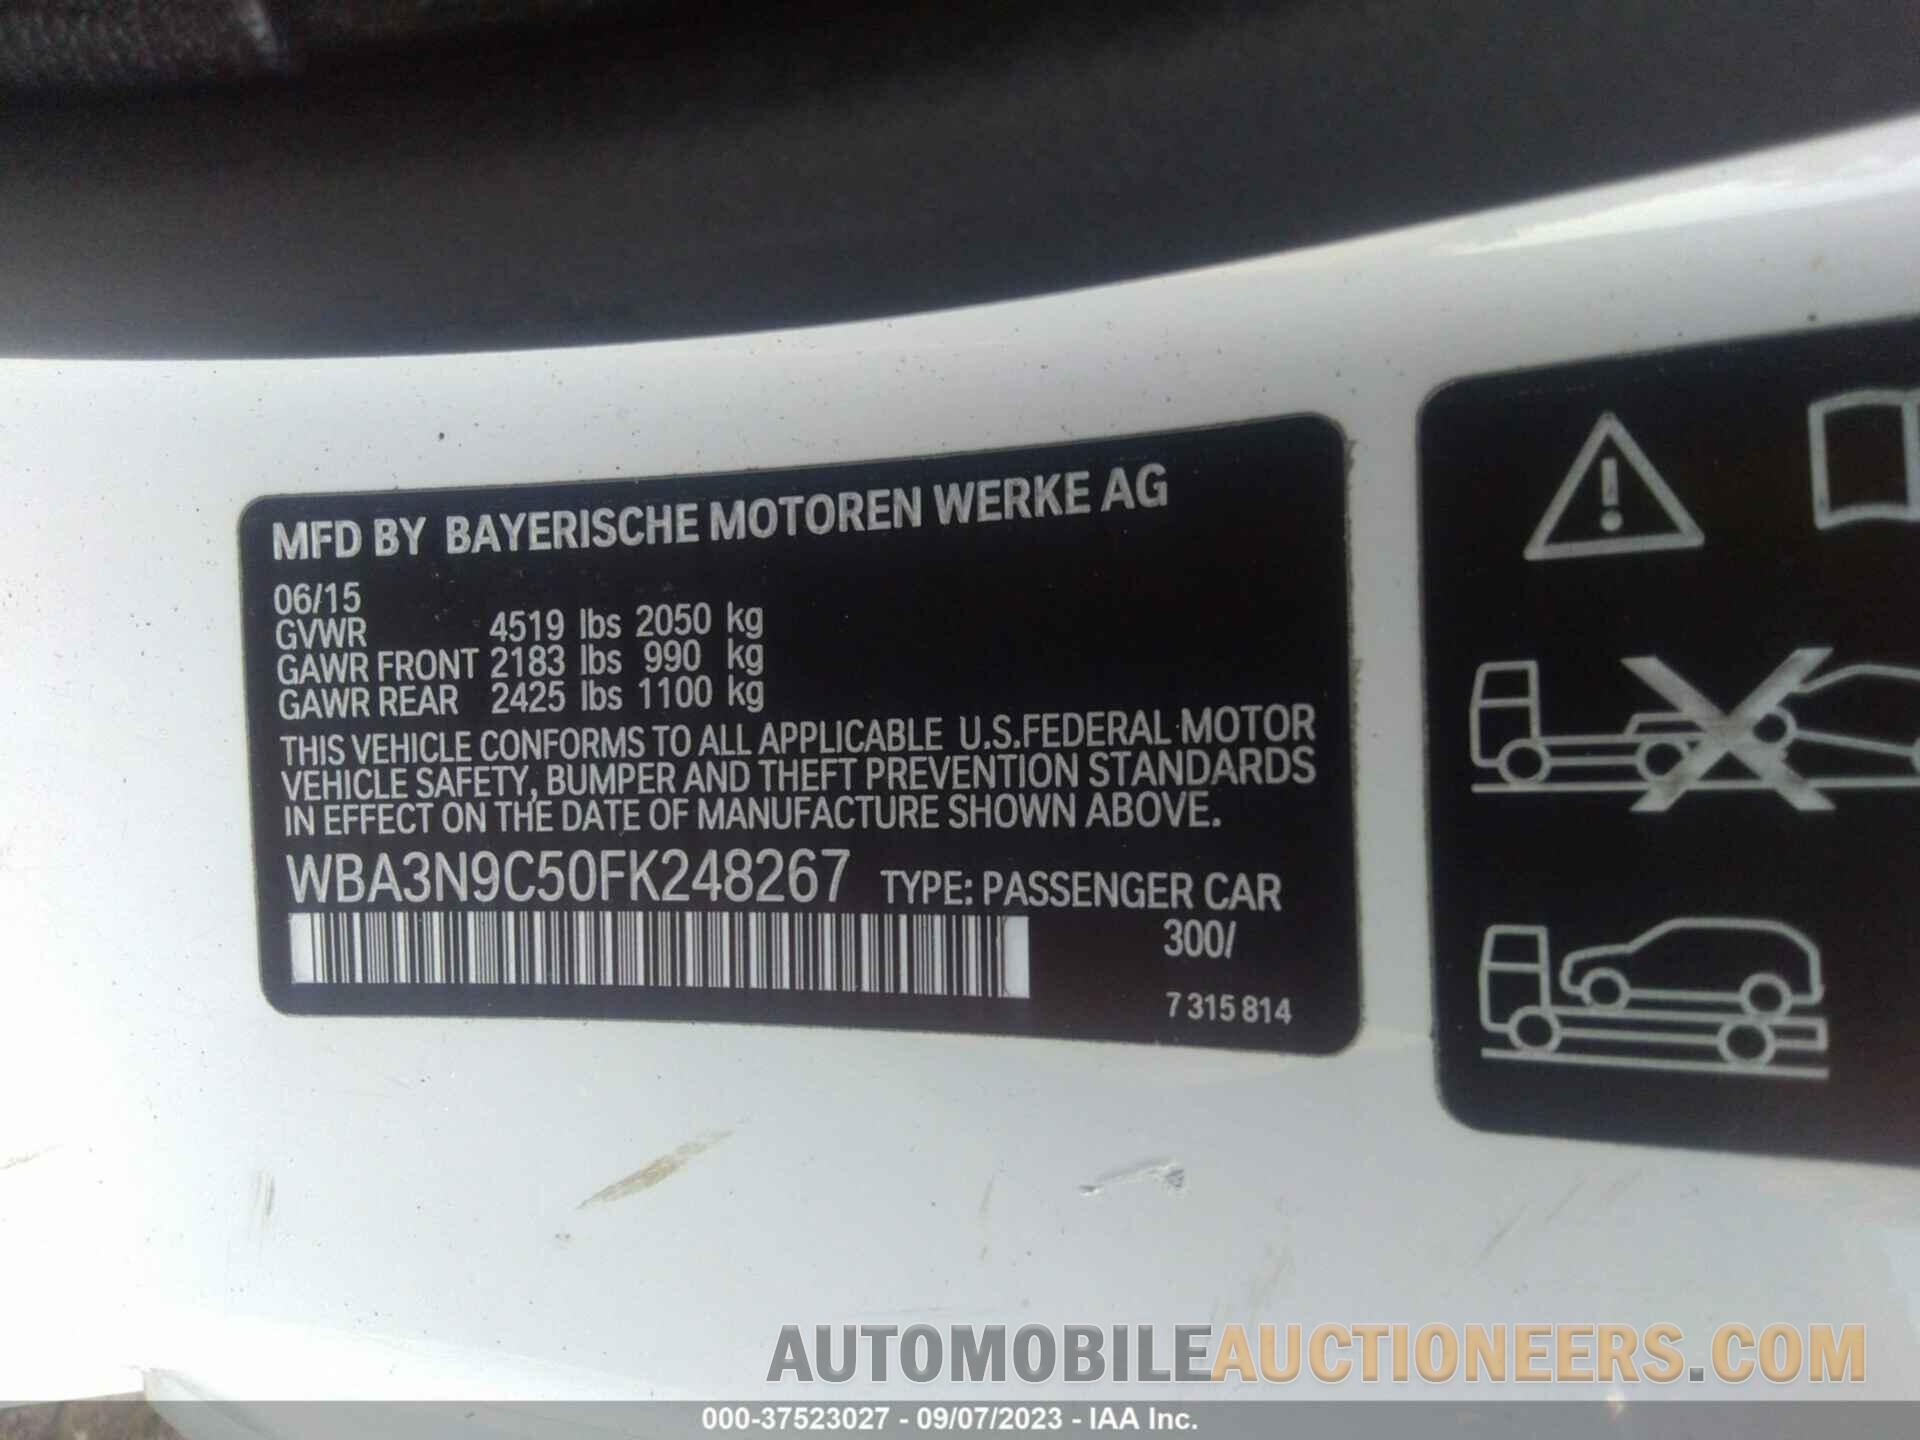 MFD BY BAYERISCHE MOTOREN WERKE AG
06/15
GVWR 4519 lbs 2050 kg
GAWR FRONT 2183 lbs 990 kg
GAWR REAR 2425 lbs 1100 kg
THIS VEHICLE CONFORMS TO ALL APPLICABLE U.S.FEDERAL MOTOR
VEHICLE SAFETY, BUMPER AND THEFT PREVENTION STANDARDS
IN EFFECT ON THE DATE OF MANUFACTURE SHOWN ABOVE.
WBA3N9C50FK248267 TYPE: PASSENGER CAR
300/
7 315 814
AUTOMOBILEAUCTIONEERS.COM
000-37523027 - 09/07/2023 - IAA Inc.